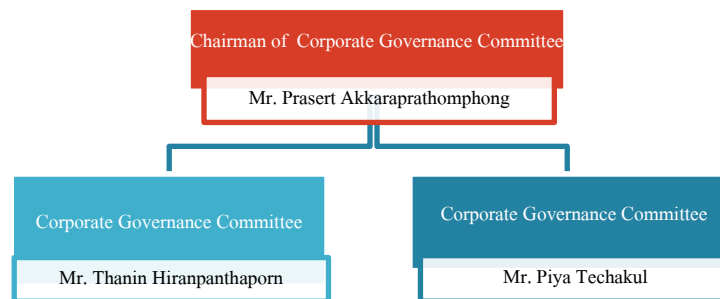 Chairman of Corporate Governance Committee
Mr. Prasert Akkaraprathomphong
Corporate Governance Committee
Mr. Thanin Hiranpanthaporn
Corporate Governance Committee
Mr. Piya Techakul